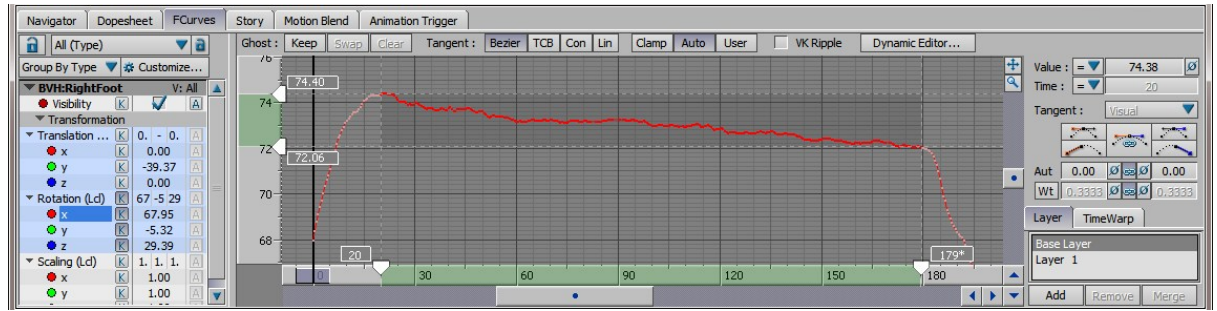 Navigator Dopesheet FCurves Story Motion Blend Animation Trigger
All (Type) a Ghost : Keep Swap Clear Tangent : Bezier TCB Con Lin Clamp Auto User VK Ripple Dynamic Editor...
Group By Type Customize...
BVH:RightFoot V: All
Visibility K A
Transformation
Translation ... K 0. - 0. A
x K 0.00 A
y K -39.37 A
z K 0.00 A
Rotation (Lcl) K 67 -5 29 A
x K 67.95 A
y K -5.32 A
z K 29.39 A
Scaling (Lcl) K 1. 1. 1. A
x K 1.00 A
y K 1.00 A
76
74.40
74
72
72.06
70
68
20 179*
0 30 60 90 120 150 180
Value : = 74.38 Ø
Time : = 20
Tangent : Visual
Aut 0.00 Ø Ø 0.00
Wt 0.3333 Ø Ø 0.3333
Layer TimeWarp
Base Layer
Layer 1
Add Remove Merge